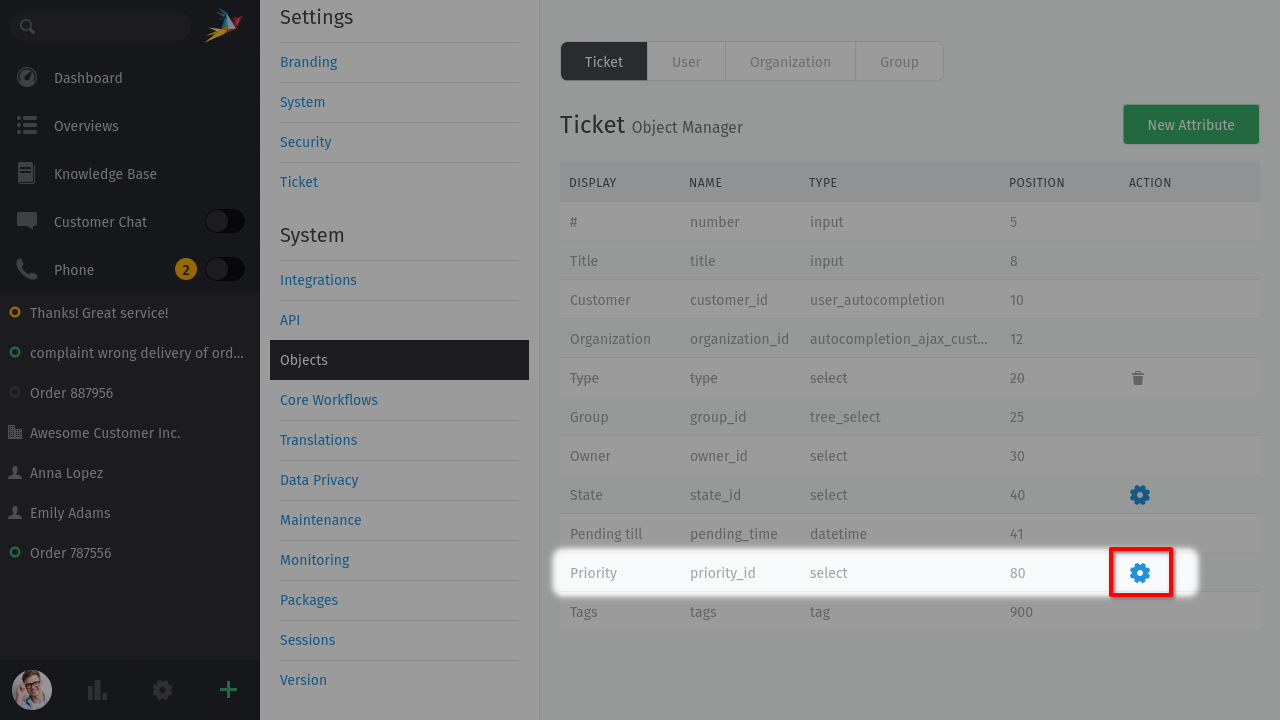 Dashboard
Overviews
Knowledge Base
Customer Chat
Phone 2
Thanks! Great service!
complaint wrong delivery of ord...
Order 887956
Awesome Customer Inc.
Anna Lopez
Emily Adams
Order 787556
Settings
Branding
System
Security
Ticket
System
Integrations
API
Objects
Core Workflows
Translations
Data Privacy
Maintenance
Monitoring
Packages
Sessions
Version
Ticket User Organization Group
Ticket Object Manager New Attribute
DISPLAY NAME TYPE POSITION ACTION
# number input 5
Title title input 8
Customer customer_id user_autocompletion 10
Organization organization_id autocompletion_ajax_cust... 12
Type type select 20
Group group_id tree_select 25
Owner owner_id select 30
State state_id select 40
Pending till pending_time datetime 41
Priority priority_id select 80
Tags tags tag 900